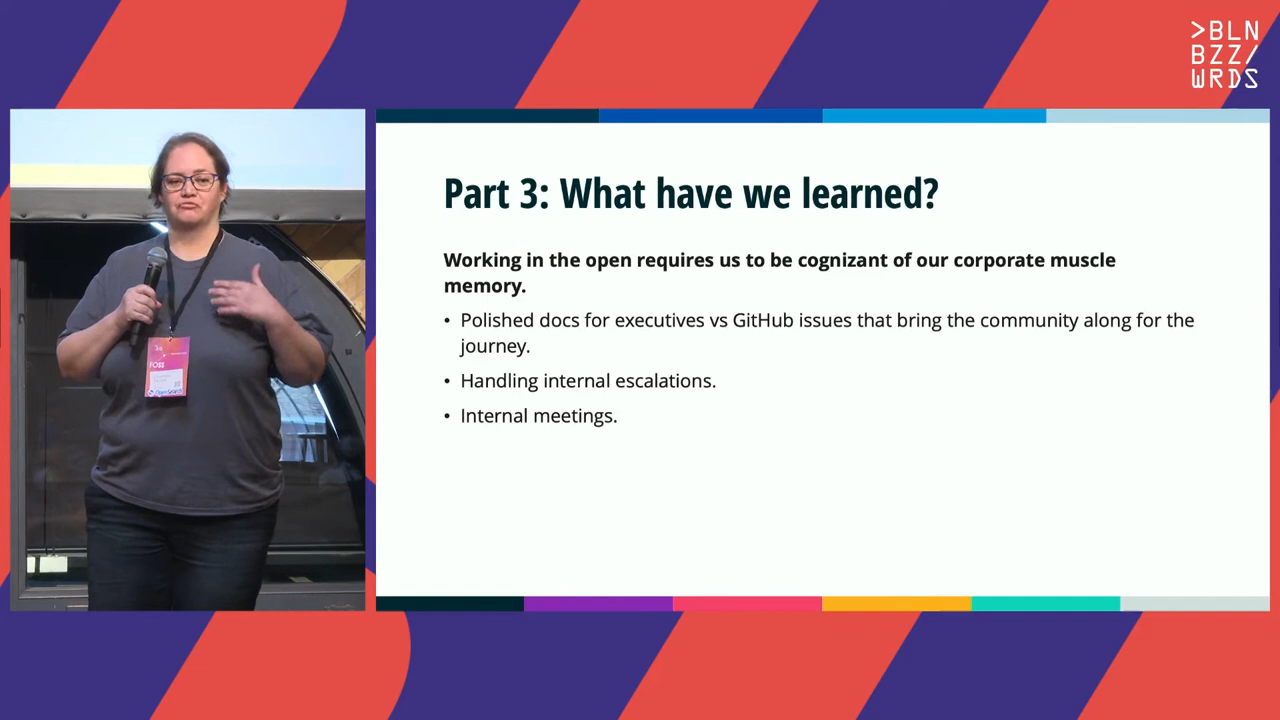 >BLN
BZZ/
WRDS
Part 3: What have we learned?
Working in the open requires us to be cognizant of our corporate muscle
memory.
• Polished docs for executives vs GitHub issues that bring the community along for the
journey.
• Handling internal escalations.
• Internal meetings.
FOSS
OpenSearch